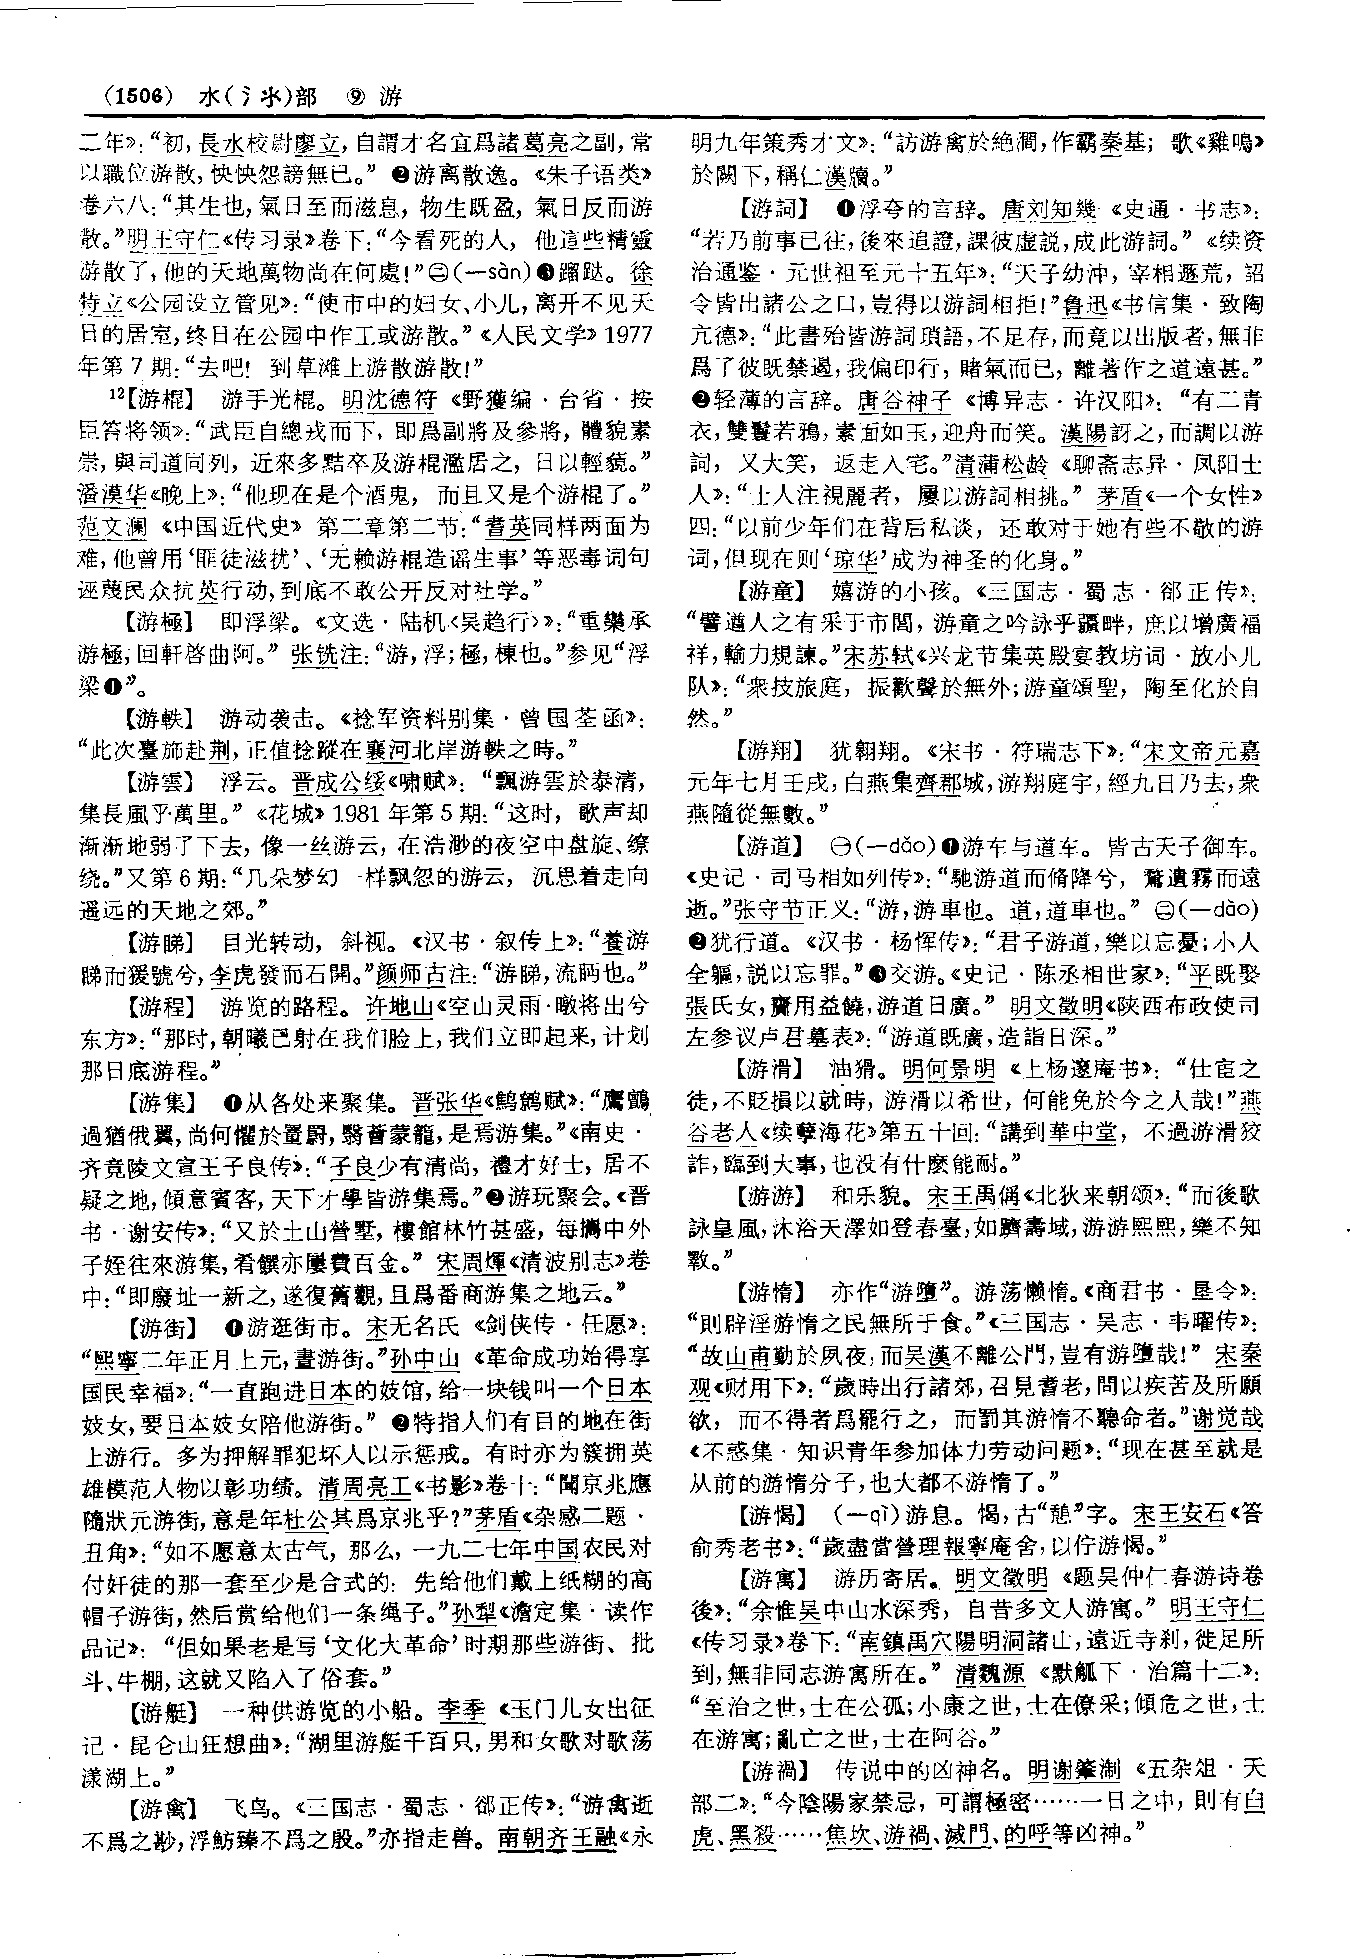 （1506） 水（氵氺）部 ⑨ 游
二年》：“初，長水校尉廖立，自謂才名宜爲諸葛亮之副，常
以職位游散，怏怏怨謗無已。” ❷游离散逸。《朱子语类》
卷六八：“其生也，氣日至而滋息，物生既盈，氣日反而游
散。”明王守仁《传习录》卷下：“今看死的人，他這些精靈
游散了，他的天地萬物尚在何處！”㊁（—sàn）❸蹓跶。徐
特立《公园设立管见》：“使市中的妇女、小儿，离开不见天
日的居室，终日在公园中作工或游散。”《人民文学》1977
年第7期：“去吧！到草滩上游散游散！”
¹²【游棍】 游手光棍。明沈德符《野獲编·台省·按
臣笞将领》：“武臣自總戎而下，即爲副將及參將，體貌素
崇，與司道同列，近來多黠卒及游棍濫居之，日以輕藐。”
潘漠华《晚上》：“他现在是个酒鬼，而且又是个游棍了。”
范文澜《中国近代史》第二章第二节：“耆英同样两面为
难，他曾用‘匪徒滋扰’、‘无赖游棍造谣生事’等恶毒词句
诬蔑民众抗英行动，到底不敢公开反对社学。”
【游極】 即浮梁。《文选·陆机〈吴趋行〉》：“重欒承
游極，回軒啓曲阿。”张铣注：“游，浮；極，棟也。”参见“浮
梁❶”。
【游軼】 游动袭击。《捻军资料别集·曾国荃函》：
“此次臺旆赴荆，正值捻蹤在襄河北岸游軼之時。”
【游雲】 浮云。晋成公绥《啸赋》：“飄游雲於泰清，
集長風乎萬里。”《花城》1981年第5期：“这时，歌声却
渐渐地弱了下去，像一丝游云，在浩渺的夜空中盘旋、缭
绕。”又第6期：“几朵梦幻一样飘忽的游云，沉思着走向
遥远的天地之郊。”
【游睇】 目光转动，斜视。《汉书·叙传上》：“養游
睇而猨號兮，李虎發而石開。”颜师古注：“游睇，流眄也。”
【游程】 游览的路程。许地山《空山灵雨·暾将出兮
东方》：“那时，朝曦已射在我们脸上，我们立即起来，计划
那日底游程。”
【游集】 ❶从各处来聚集。晋张华《鹪鹩赋》：“鷹鸇
過猶俄翼，尚何懼於罿罻，翳薈蒙籠，是焉游集。”《南史·
齐竟陵文宣王子良传》：“子良少有清尚，禮才好士，居不
疑之地，傾意賓客，天下才學皆游集焉。”❷游玩聚会。《晋
书·谢安传》：“又於土山營墅，樓館林竹甚盛，每攜中外
子姪往來游集，肴饌亦屢費百金。”宋周煇《清波别志》卷
中：“即廢址一新之，遂復舊觀，且爲番商游集之地云。”
【游街】 ❶游逛街市。宋无名氏《剑侠传·任愿》：
“熙寧二年正月上元，晝游街。”孙中山《革命成功始得享
国民幸福》：“一直跑进日本的妓馆，给一块钱叫一个日本
妓女，要日本妓女陪他游街。”❷特指人们有目的地在街
上游行。多为押解罪犯坏人以示惩戒。有时亦为簇拥英
雄模范人物以彰功绩。清周亮工《书影》卷十：“聞京兆應
隨狀元游街，意是年杜公其爲京兆乎？”茅盾《杂感二题·
丑角》：“如不愿意太古气，那么，一九二七年中国农民对
付奸徒的那一套至少是合式的：先给他们戴上纸糊的高
帽子游街，然后赏给他们一条绳子。”孙犁《澹定集·读作
品记》：“但如果老是写‘文化大革命’时期那些游街、批
斗、牛棚，这就又陷入了俗套。”
【游艇】 一种供游览的小船。李季《玉门儿女出征
记·昆仑山狂想曲》：“湖里游艇千百只，男和女歌对歌荡
漾湖上。”
【游禽】 飞鸟。《三国志·蜀志·郤正传》：“游禽逝
不爲之尠，浮魴臻不爲之殷。”亦指走兽。南朝齐王融《永
明九年策秀才文》：“訪游禽於絶澗，作霸秦基；歌《雞鳴》
於闕下，稱仁漢牘。”
【游詞】 ❶浮夸的言辞。唐刘知幾《史通·书志》：
“若乃前事已往，後來追證，課彼虚説，成此游詞。”《续资
治通鉴·元世祖至元十五年》：“天子幼沖，宰相遯荒，詔
令皆出諸公之口，豈得以游詞相拒！”鲁迅《书信集·致陶
亢德》：“此書殆皆游詞瑣語，不足存，而竟以出版者，無非
爲了彼既禁遏，我偏印行，賭氣而已，離著作之道遠甚。”
❷轻薄的言辞。唐谷神子《博异志·许汉阳》：“有二青
衣，雙鬟若鴉，素面如玉，迎舟而笑。漢陽訝之，而調以游
詞，又大笑，返走入宅。”清蒲松龄《聊斋志异·凤阳士
人》：“士人注視麗者，屢以游詞相挑。”茅盾《一个女性》
四：“以前少年们在背后私谈，还敢对于她有些不敬的游
词，但现在则‘琼华’成为神圣的化身。”
【游童】 嬉游的小孩。《三国志·蜀志·郤正传》：
“譬遒人之有采于市閭，游童之吟詠乎疆畔，庶以增廣福
祥，輸力規諫。”宋苏轼《兴龙节集英殿宴教坊词·放小儿
队》：“衆技旅庭，振歡聲於無外；游童頌聖，陶至化於自
然。”
【游翔】 犹翱翔。《宋书·符瑞志下》：“宋文帝元嘉
元年七月壬戌，白燕集齊郡城，游翔庭宇，經九日乃去，衆
燕隨從無數。”
【游道】 ㊀（—dǎo）❶游车与道车。皆古天子御车。
《史记·司马相如列传》：“馳游道而脩降兮，騖遺霧而遠
逝。”张守节正义：“游，游車也。道，道車也。”㊁（—dào）
❷犹行道。《汉书·杨恽传》：“君子游道，樂以忘憂；小人
全軀，説以忘罪。”❸交游。《史记·陈丞相世家》：“平既娶
張氏女，齎用益饒，游道日廣。”明文徵明《陕西布政使司
左参议卢君墓表》：“游道既廣，造詣日深。”
【游滑】 油猾。明何景明《上杨邃庵书》：“仕宦之
徒，不貶損以就時，游滑以希世，何能免於今之人哉！”燕
谷老人《续孽海花》第五十回：“講到華中堂，不過游滑狡
詐，臨到大事，也没有什麽能耐。”
【游游】 和乐貌。宋王禹偁《北狄来朝颂》：“而後歌
詠皇風，沐浴天澤如登春臺，如躋壽域，游游熙熙，樂不知
斁。”
【游惰】 亦作“游墮”。游荡懒惰。《商君书·垦令》：
“則辟淫游惰之民無所于食。”《三国志·吴志·韦曜传》：
“故山甫勤於夙夜，而吴漢不離公門，豈有游墮哉！”宋秦
观《财用下》：“歲時出行諸郊，召見耆老，問以疾苦及所願
欲，而不得者爲罷行之，而罰其游惰不聽命者。”谢觉哉
《不惑集·知识青年参加体力劳动问题》：“现在甚至就是
从前的游惰分子，也大都不游惰了。”
【游愒】 （—qì）游息。愒，古“憩”字。宋王安石《答
俞秀老书》：“歲盡當營理報寧庵舍，以佇游愒。”
【游寓】 游历寄居。明文徵明《题吴仲仁春游诗卷
後》：“余惟吴中山水深秀，自昔多文人游寓。”明王守仁
《传习录》卷下：“南鎮禹穴陽明洞諸山，遠近寺刹，徙足所
到，無非同志游寓所在。”清魏源《默觚下·治篇十二》：
“至治之世，士在公孤；小康之世，士在僚采；傾危之世，士
在游寓；亂亡之世，士在阿谷。”
【游禍】 传说中的凶神名。明谢肇淛《五杂俎·天
部二》：“今陰陽家禁忌，可謂極密……一日之中，則有白
虎、黑殺……焦坎、游禍、滅門、的呼等凶神。”